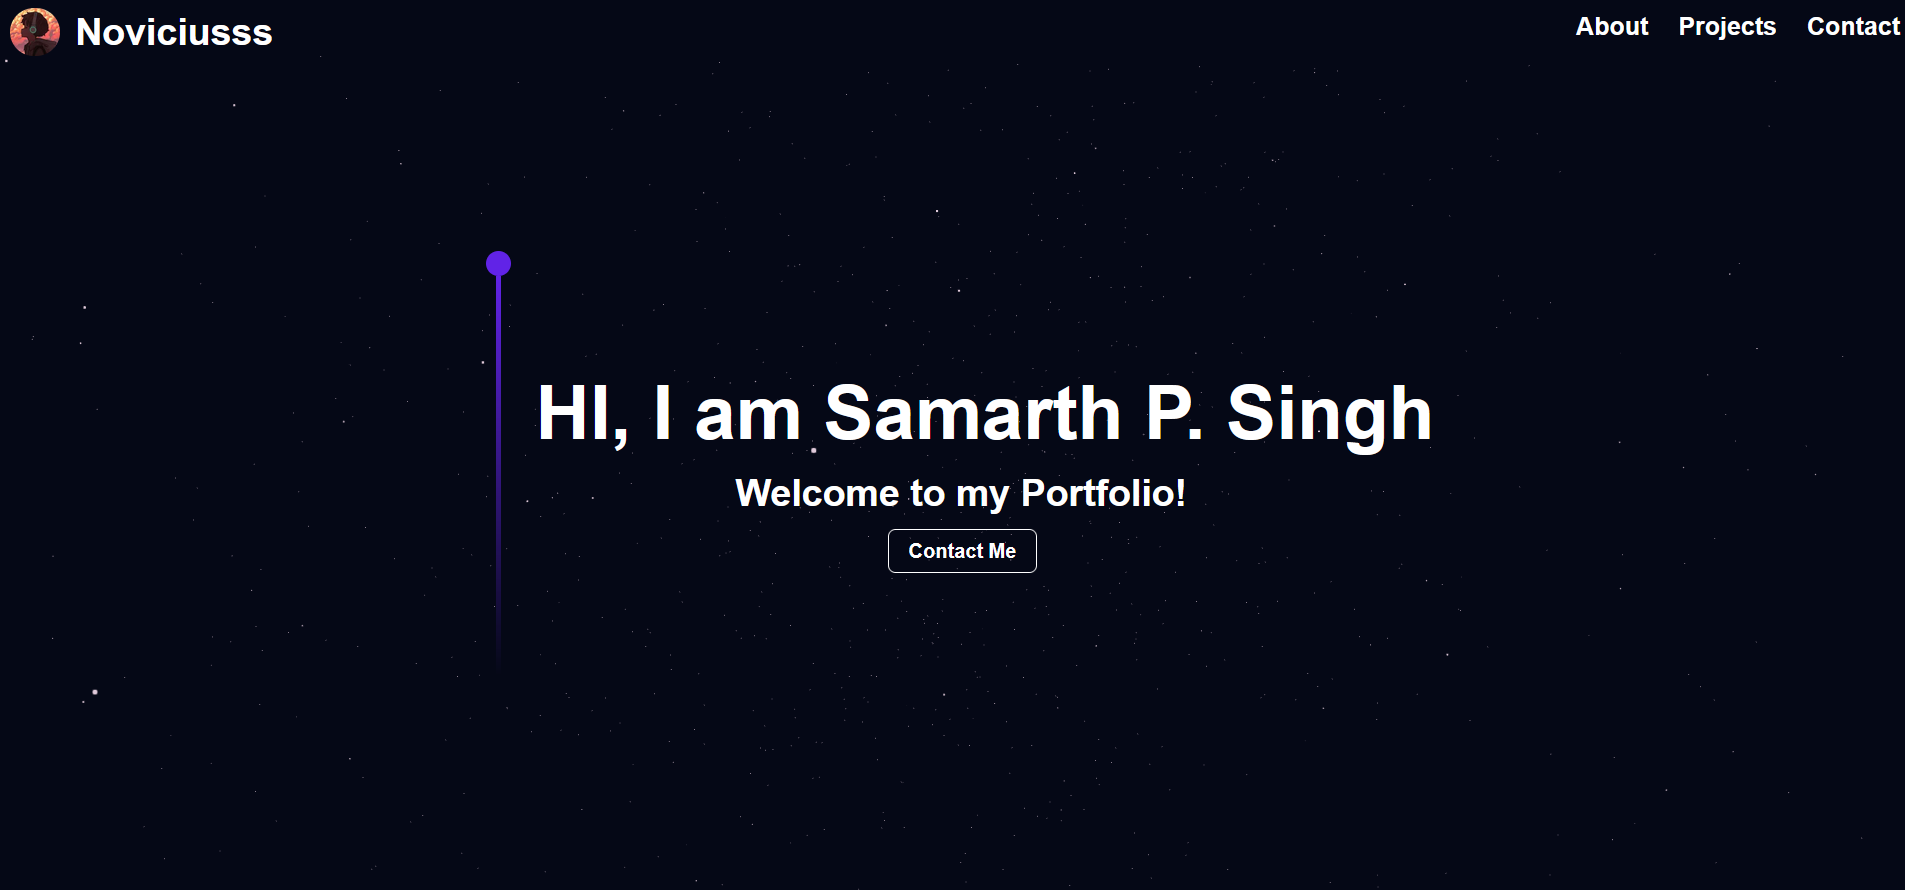 Noviciusss
About Projects Contact
HI, I am Samarth P. Singh
Welcome to my Portfolio!
Contact Me